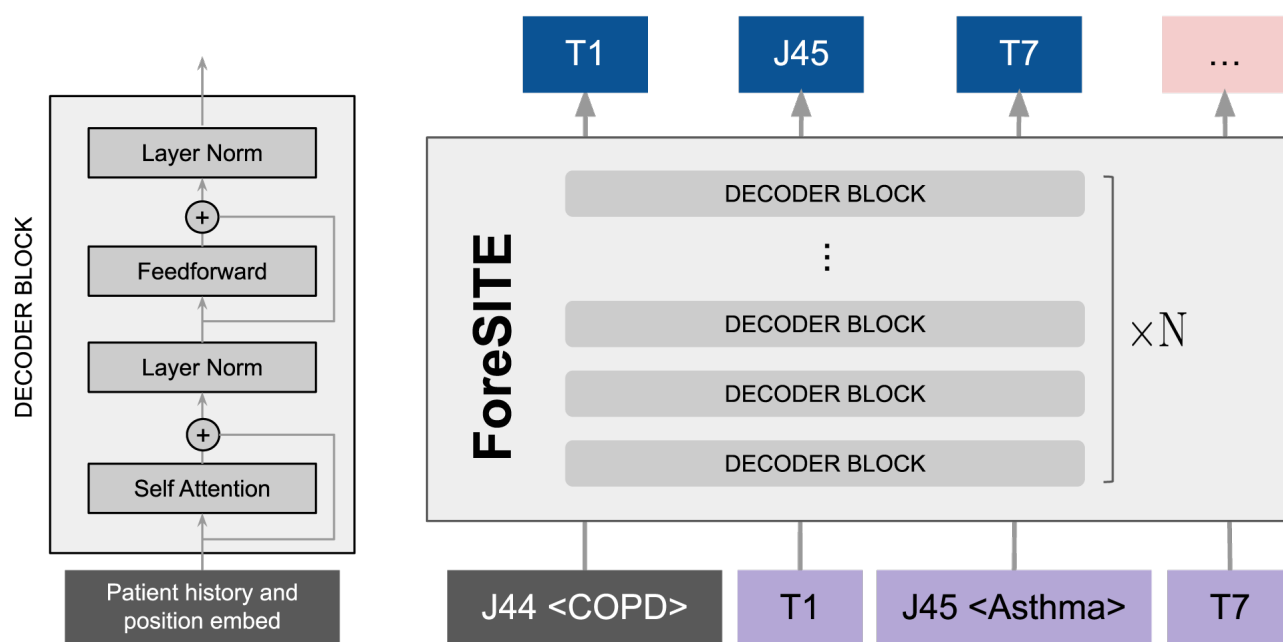 DECODER BLOCK
Layer Norm
+
Feedforward
Layer Norm
+
Self Attention
Patient history and
position embed
T1
J45
T7
...
ForeSITE
DECODER BLOCK
⋮
DECODER BLOCK
DECODER BLOCK
DECODER BLOCK
×N
J44 <COPD>
T1
J45 <Asthma>
T7